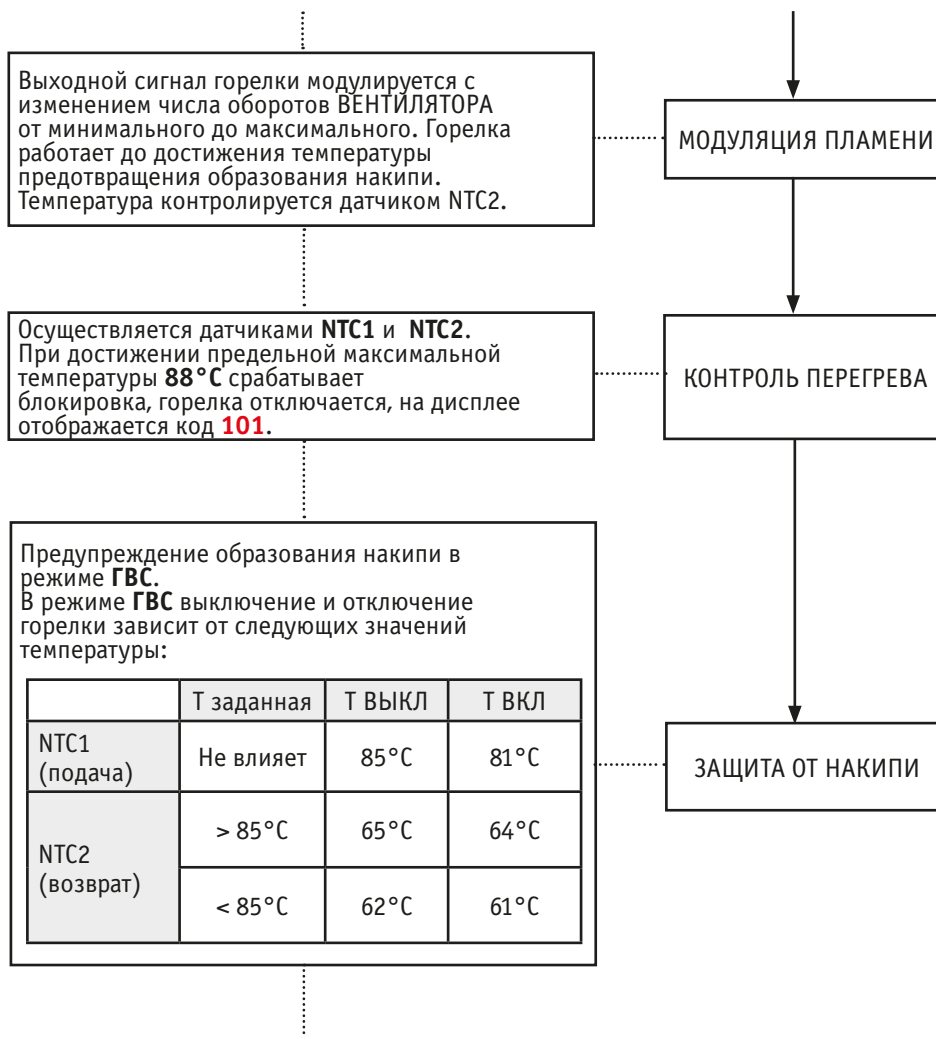 Выходной сигнал горелки модулируется с
изменением числа оборотов ВЕНТИЛЯТОРА
от минимального до максимального. Горелка
работает до достижения температуры
предотвращения образования накипи.
Температура контролируется датчиком NTC2.
МОДУЛЯЦИЯ ПЛАМЕНИ
Осуществляется датчиками NTC1 и NTC2.
При достижении предельной максимальной
температуры 88°C срабатывает
блокировка, горелка отключается, на дисплее
отображается код 101.
КОНТРОЛЬ ПЕРЕГРЕВА
Предупреждение образования накипи в
режиме ГВС.
В режиме ГВС выключение и отключение
горелки зависит от следующих значений
температуры:
Т заданная Т ВЫКЛ Т ВКЛ
NTC1
(подача)
Не влияет 85°C 81°C
NTC2
(возврат)
> 85°C 65°C 64°C
< 85°C 62°C 61°C
ЗАЩИТА ОТ НАКИПИ